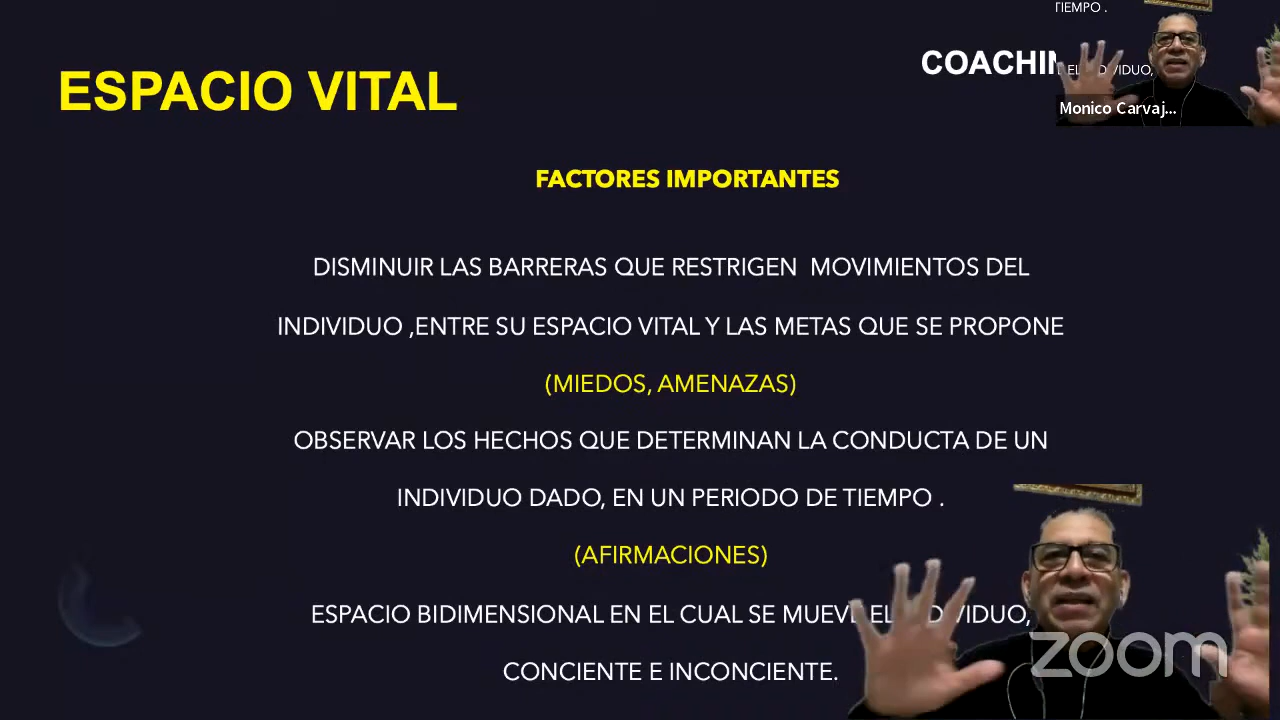 TIEMPO .
COACHIN
ESPACIO VITAL
Monico Carvaj...
FACTORES IMPORTANTES
DISMINUIR LAS BARRERAS QUE RESTRIGEN MOVIMIENTOS DEL
INDIVIDUO ,ENTRE SU ESPACIO VITAL Y LAS METAS QUE SE PROPONE
(MIEDOS, AMENAZAS)
OBSERVAR LOS HECHOS QUE DETERMINAN LA CONDUCTA DE UN
INDIVIDUO DADO, EN UN PERIODO DE TIEMPO .
(AFIRMACIONES)
ESPACIO BIDIMENSIONAL EN EL CUAL SE MUEVE EL
CONCIENTE E INCONCIENTE.
zoom